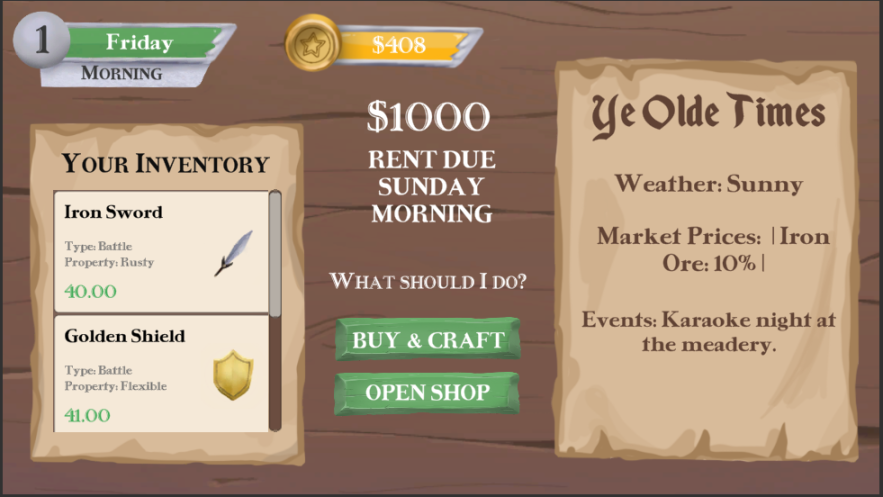 1
Friday
MORNING
$408
YOUR INVENTORY
Iron Sword
Type: Battle
Property: Rusty
40.00
Golden Shield
Type: Battle
Property: Flexible
41.00
$1000
RENT DUE
SUNDAY
MORNING
WHAT SHOULD I DO?
BUY & CRAFT
OPEN SHOP
Ye Olde Times
Weather: Sunny
Market Prices: |Iron
Ore: 10%|
Events: Karaoke night at
the meadery.